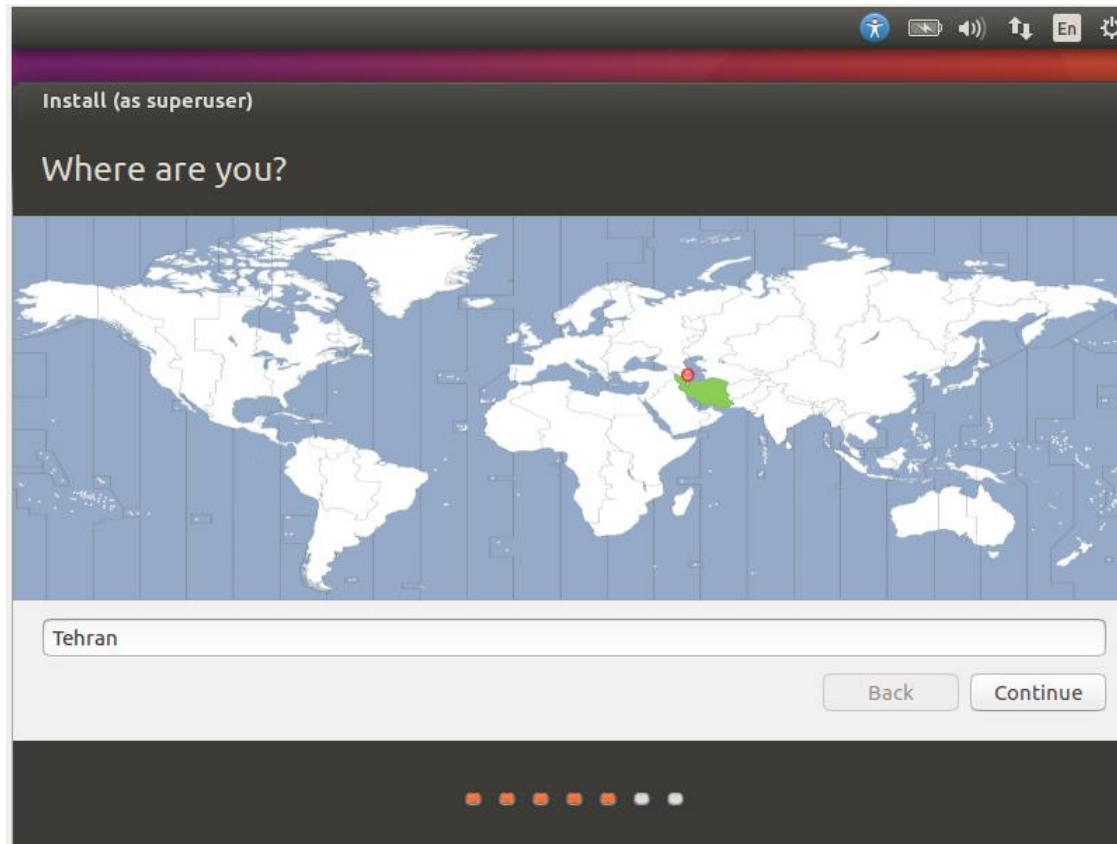 En
Install (as superuser)
Where are you?
Tehran
Back
Continue